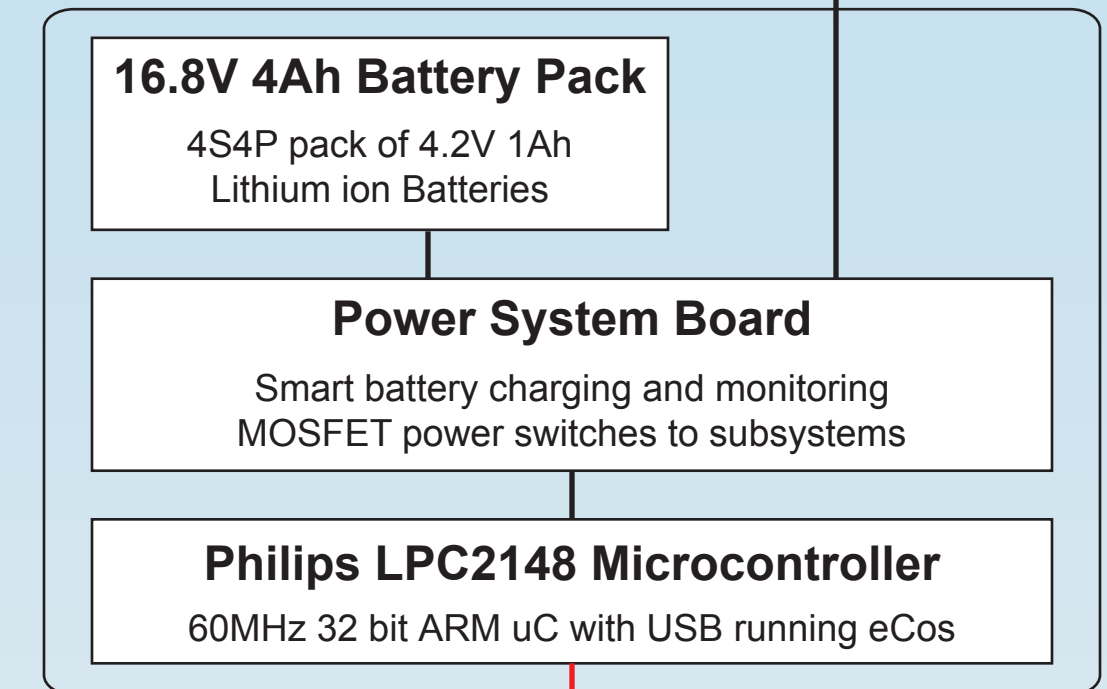 16.8V 4Ah Battery Pack
4S4P pack of 4.2V 1Ah
Lithium ion Batteries
Power System Board
Smart battery charging and monitoring
MOSFET power switches to subsystems
Philips LPC2148 Microcontroller
60MHz 32 bit ARM uC with USB running eCos